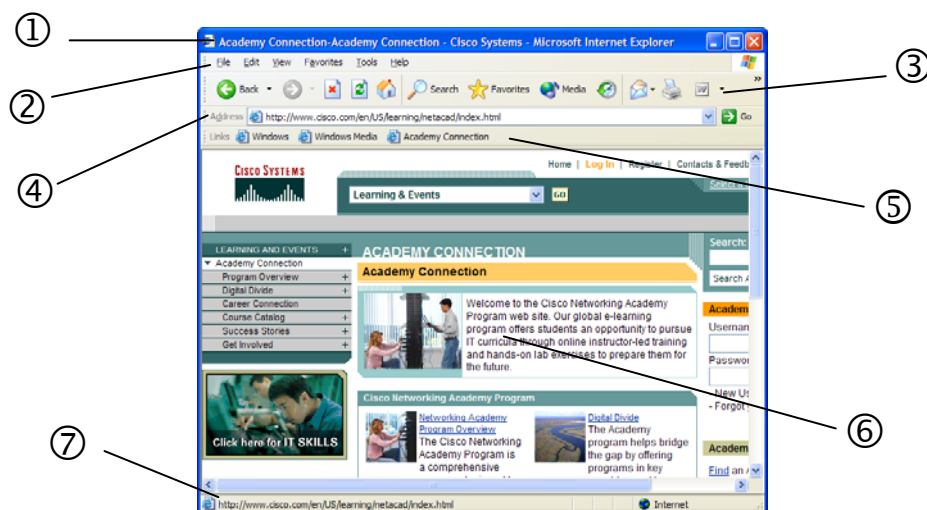 ①
Academy Connection-Academy Connection - Cisco Systems - Microsoft Internet Explorer
②
File Edit View Favorites Tools Help
③
Back Search Favorites Media
④
Address http://www.cisco.com/en/US/learning/netacad/index.html Go
Links Windows Windows Media Academy Connection
⑤
CISCO SYSTEMS
Home | Log In | Register | Contacts & Feedb
Learning & Events GO
LEARNING AND EVENTS +
Academy Connection
Program Overview +
Digital Divide +
Career Connection
Course Catalog +
Success Stories +
Get Involved +
Click here for IT SKILLS
ACADEMY CONNECTION
Academy Connection
Welcome to the Cisco Networking Academy
Program web site. Our global e-learning
program offers students an opportunity to pursue
IT curricula through online instructor-led training
and hands-on lab exercises to prepare them for
the future.
⑥
Cisco Networking Academy Program
Networking Academy
Program Overview
The Cisco Networking
Academy Program is
a comprehensive
Digital Divide
The Academy
program helps bridge
the gap by offering
programs in key
Search:
Search A
Academ
Usernam
Passwor
- New Us
- Forgot
Academ
Find an
⑦
http://www.cisco.com/en/US/learning/netacad/index.html Internet